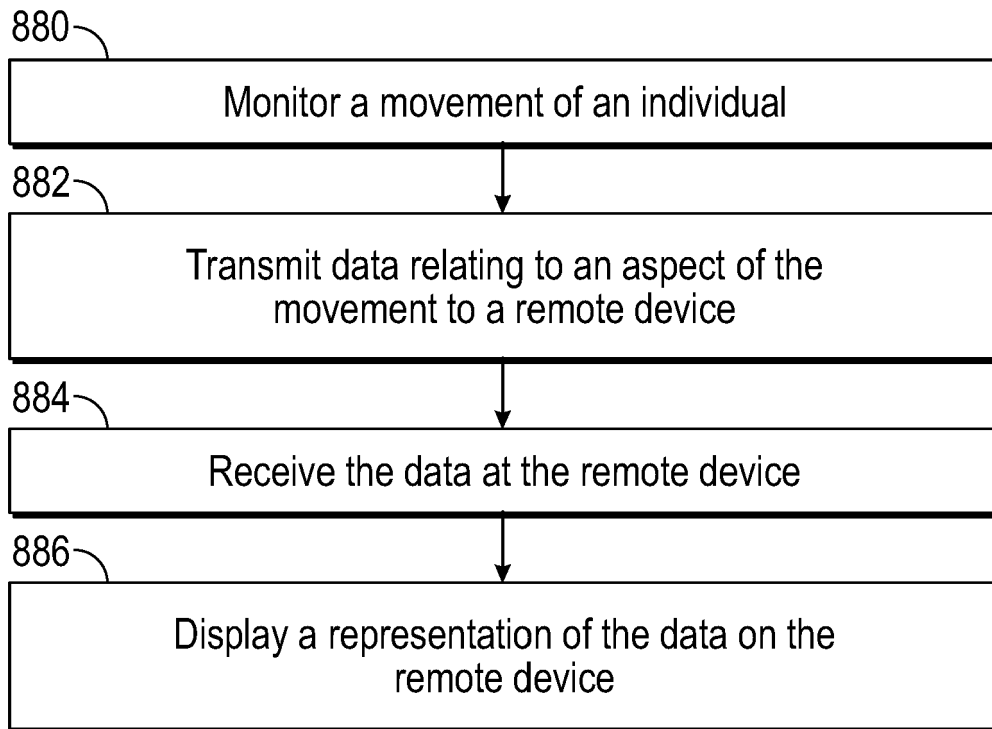 880
Monitor a movement of an individual
882
Transmit data relating to an aspect of the
movement to a remote device
884
Receive the data at the remote device
886
Display a representation of the data on the
remote device